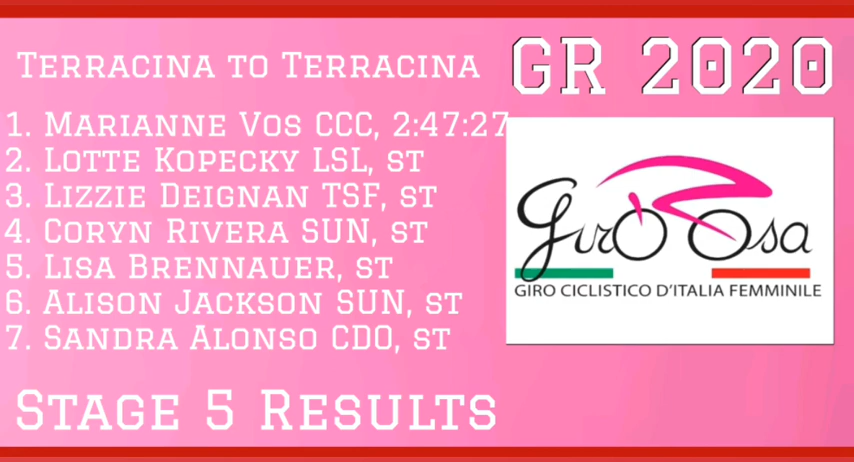 Terracina to Terracina
GR 2020
1. Marianne Vos CCC, 2:47:27
2. Lotte Kopecky LSL, st
3. Lizzie Deignan TSF, st
4. Coryn Rivera SUN, st
5. Lisa Brennauer, st
6. Alison Jackson SUN, st
7. Sandra Alonso CDO, st
Giro Rosa
GIRO CICLISTICO D'ITALIA FEMMINILE
Stage 5 Results